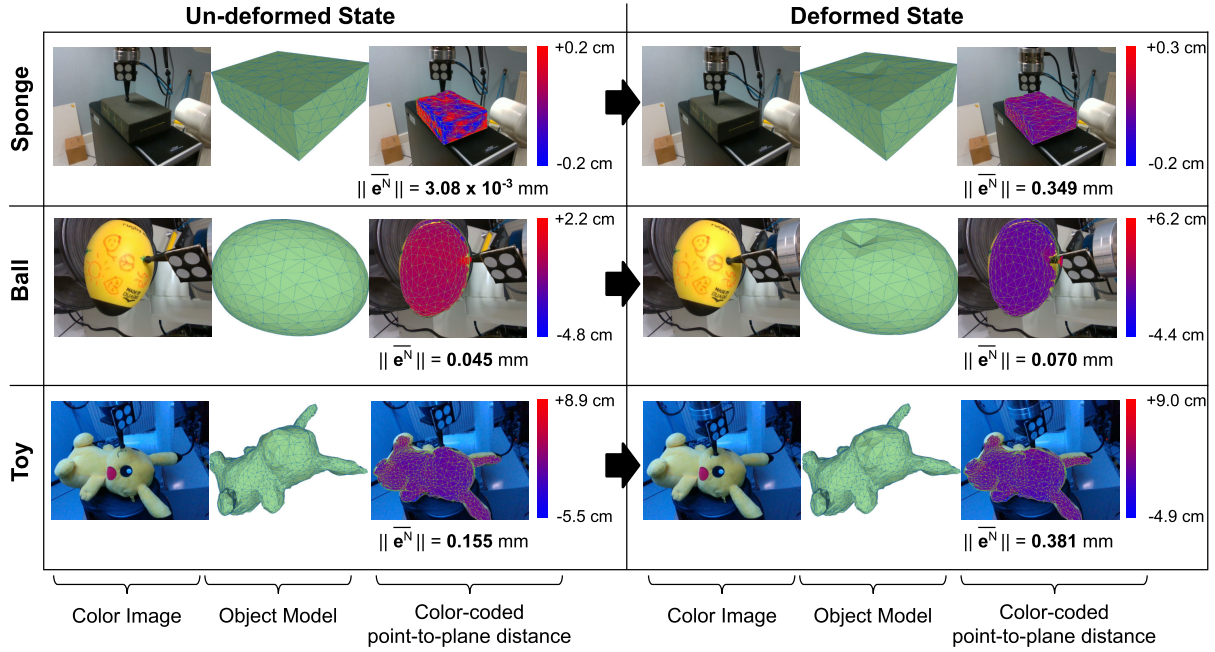 Un-deformed State
Deformed State
Sponge
+0.2 cm
-0.2 cm
|| e̅ᴺ || = 3.08 x 10⁻³ mm
+0.3 cm
-0.2 cm
|| e̅ᴺ || = 0.349 mm
Ball
+2.2 cm
-4.8 cm
|| e̅ᴺ || = 0.045 mm
+6.2 cm
-4.4 cm
|| e̅ᴺ || = 0.070 mm
Toy
+8.9 cm
-5.5 cm
|| e̅ᴺ || = 0.155 mm
+9.0 cm
-4.9 cm
|| e̅ᴺ || = 0.381 mm
Color Image
Object Model
Color-coded
point-to-plane distance
Color Image
Object Model
Color-coded
point-to-plane distance